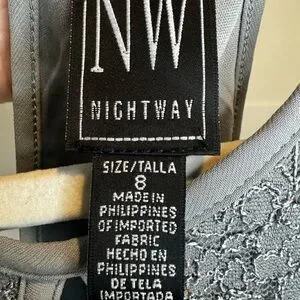 NW
NIGHTWAY
SIZE/TALLA
8
MADE IN
PHILIPPINES
OF IMPORTED
FABRIC
HECHO EN
PHILIPPINES
DE TELA
IMPORTADA